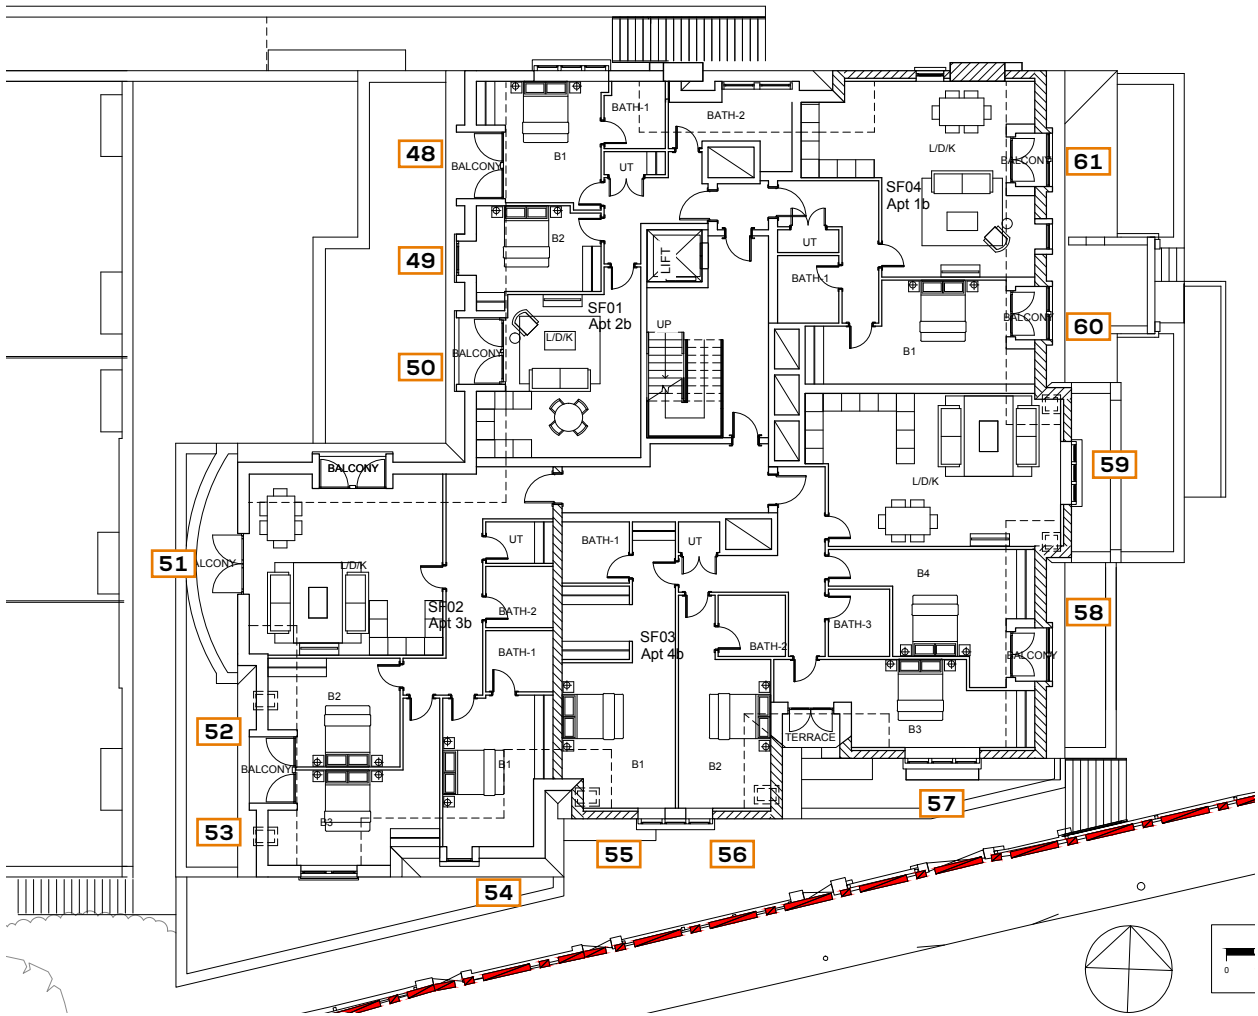 BATH-1
BATH-2
48
BALCONY
B1
UT
L/D/K
BALCONY
61
SF04
Apt 1b
49
B2
LIFT
UT
BATH-1
SF01
Apt 2b
UP
L/D/K
50
BALCONY
BALCONY
60
B1
59
BALCONY
L/D/K
51
BALCONY
L/D/K
UT
BATH-1
UT
B4
SF02
Apt 3b
BATH-2
BATH-1
SF03
Apt 4b
BATH-2
BATH-3
58
BALCONY
B2
52
TERRACE
B3
BALCONY
B1
B1
B2
53
B3
57
55
56
54
0